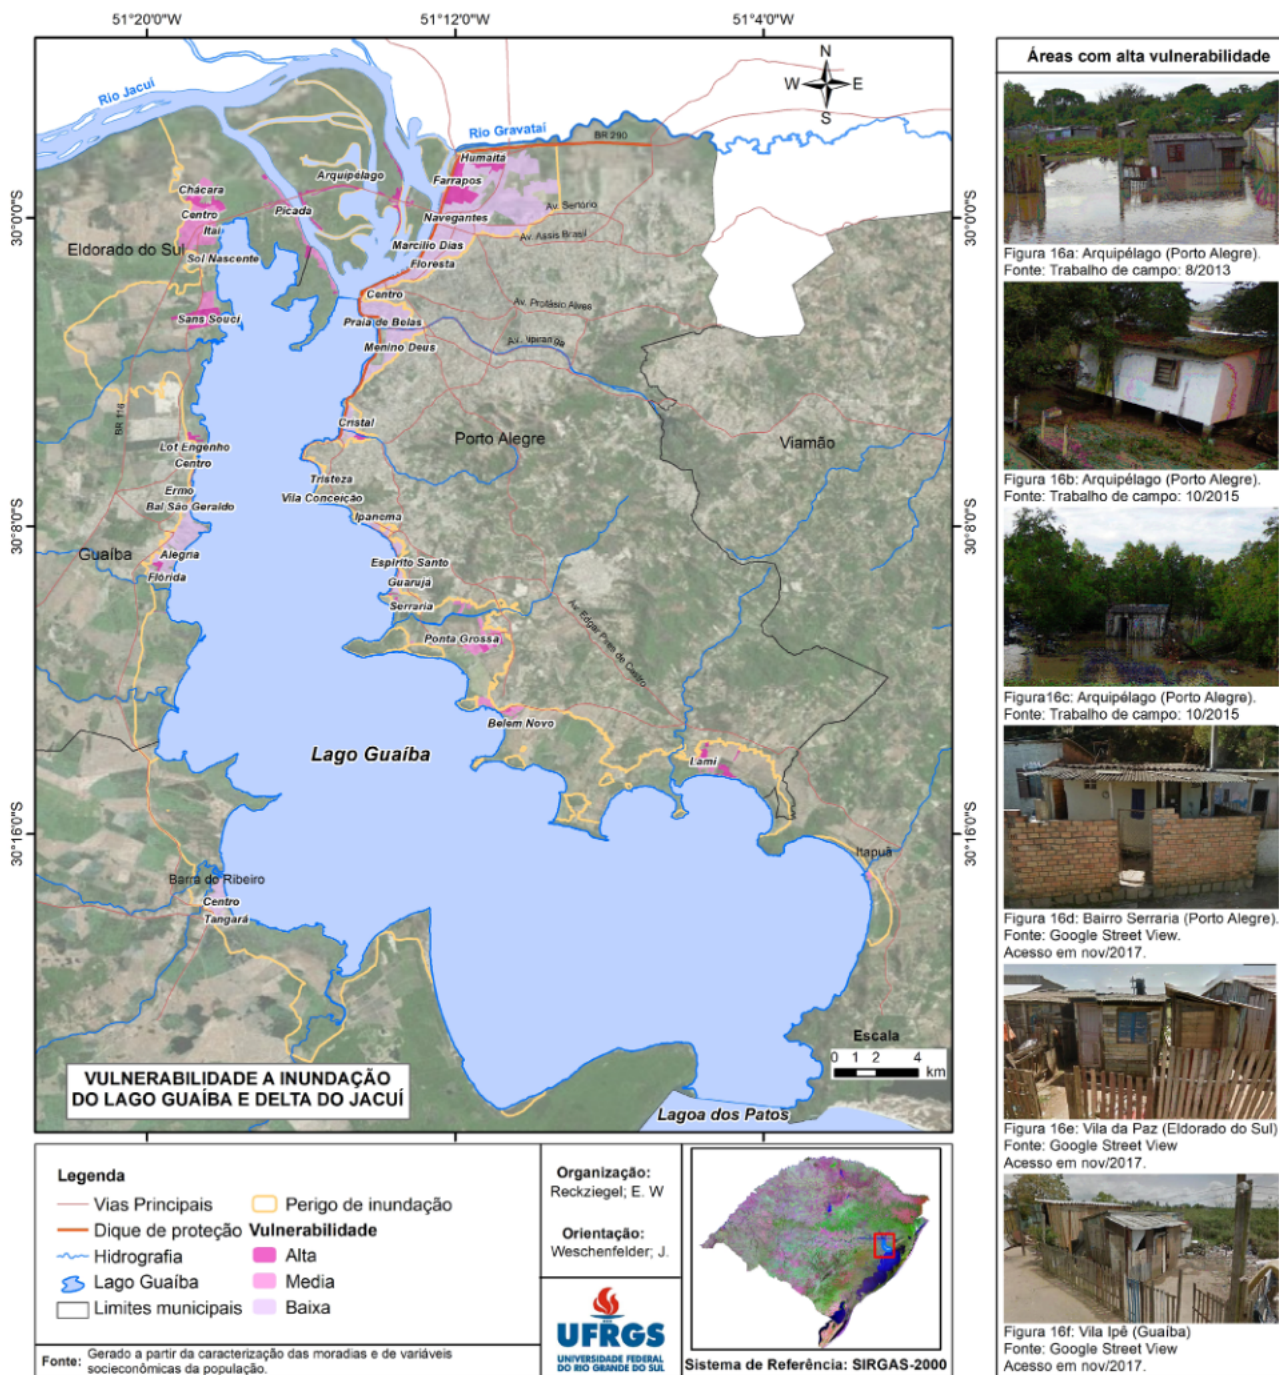 51°20'0"W
51°12'0"W
51°4'0"W
N
W
E
S
Rio Jacuí
Rio Gravataí
BR 290
Humaitá
Arquipélago
Farrapos
Chácara
Centro
Picada
Navegantes
Av. Sertório
30°0'0"S
30°0'0"S
Itaí
Av. Assis Brasil
Eldorado do Sul
Marcílio Dias
Sol Nascente
Floresta
Centro
Av. Protásio Alves
Sans Souci
Praia de Belas
Av. Ipiranga
Menino Deus
BR 116
Cristal
Porto Alegre
Viamão
Lot Engenho
Centro
Tristeza
Ermo
Vila Conceição
Bal São Geraldo
Ipanema
30°8'0"S
30°8'0"S
Guaíba
Alegria
Espírito Santo
Flórida
Guarujá
Serraria
Av. Edgar Pires de Castro
Ponta Grossa
Belem Novo
Lago Guaíba
Lami
30°16'0"S
30°16'0"S
Itapuã
Barra do Ribeiro
Centro
Tangará
Escala
0 1 2 4
km
VULNERABILIDADE A INUNDAÇÃO
DO LAGO GUAÍBA E DELTA DO JACUÍ
Lagoa dos Patos
Legenda
Vias Principais
Dique de proteção
Hidrografia
Lago Guaíba
Limites municipais
Perigo de inundação
Vulnerabilidade
Alta
Media
Baixa
Fonte: Gerado a partir da caracterização das moradias e de variáveis
socieconômicas da população.
Organização:
Reckziegel; E. W
Orientação:
Weschenfelder; J.
UFRGS
UNIVERSIDADE FEDERAL
DO RIO GRANDE DO SUL
Sistema de Referência: SIRGAS-2000
Áreas com alta vulnerabilidade
Figura 16a: Arquipélago (Porto Alegre).
Fonte: Trabalho de campo: 8/2013
Figura 16b: Arquipélago (Porto Alegre).
Fonte: Trabalho de campo: 10/2015
Figura16c: Arquipélago (Porto Alegre).
Fonte: Trabalho de campo: 10/2015
Figura 16d: Bairro Serraria (Porto Alegre).
Fonte: Google Street View.
Acesso em nov/2017.
Figura 16e: Vila da Paz (Eldorado do Sul)
Fonte: Google Street View
Acesso em nov/2017.
Figura 16f: Vila Ipê (Guaíba)
Fonte: Google Street View
Acesso em nov/2017.